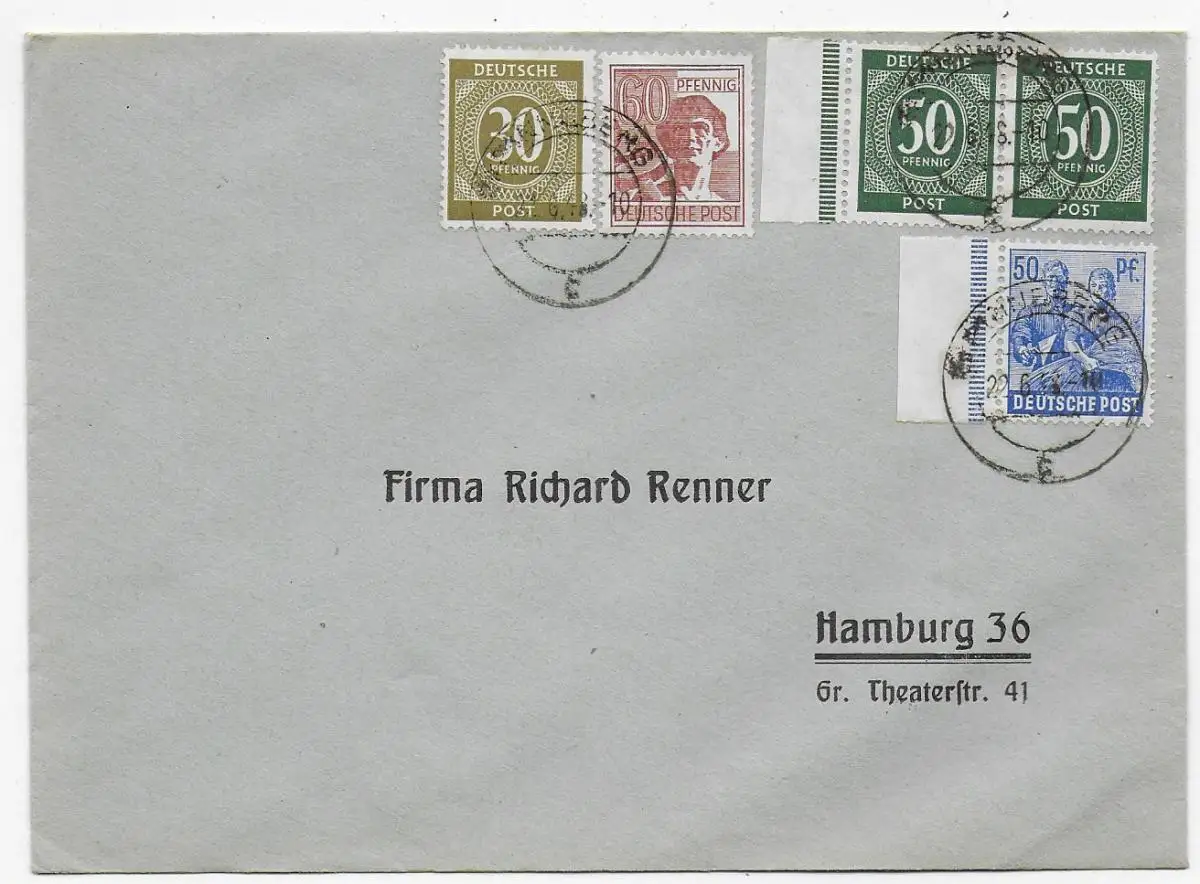 DEUTSCHE
30
PFENNIG
POST
60 PFENNIG
DEUTSCHE POST
DEUTSCHE
50
PFENNIG
POST
DEUTSCHE
50
PFENNIG
POST
50 Pf.
DEUTSCHE POST
Firma Richard Renner
Hamburg 36
Gr. Theaterſtr. 41